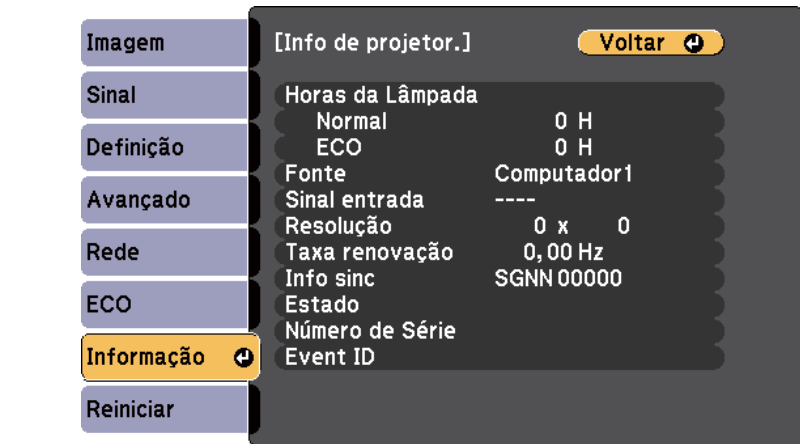 Imagem
Sinal
Definição
Avançado
Rede
ECO
Informação
Reiniciar
[Info de projetor.] Voltar
Horas da Lâmpada
Normal 0 H
ECO 0 H
Fonte Computador1
Sinal entrada ----
Resolução 0 x 0
Taxa renovação 0,00 Hz
Info sinc SGNN 00000
Estado
Número de Série
Event ID